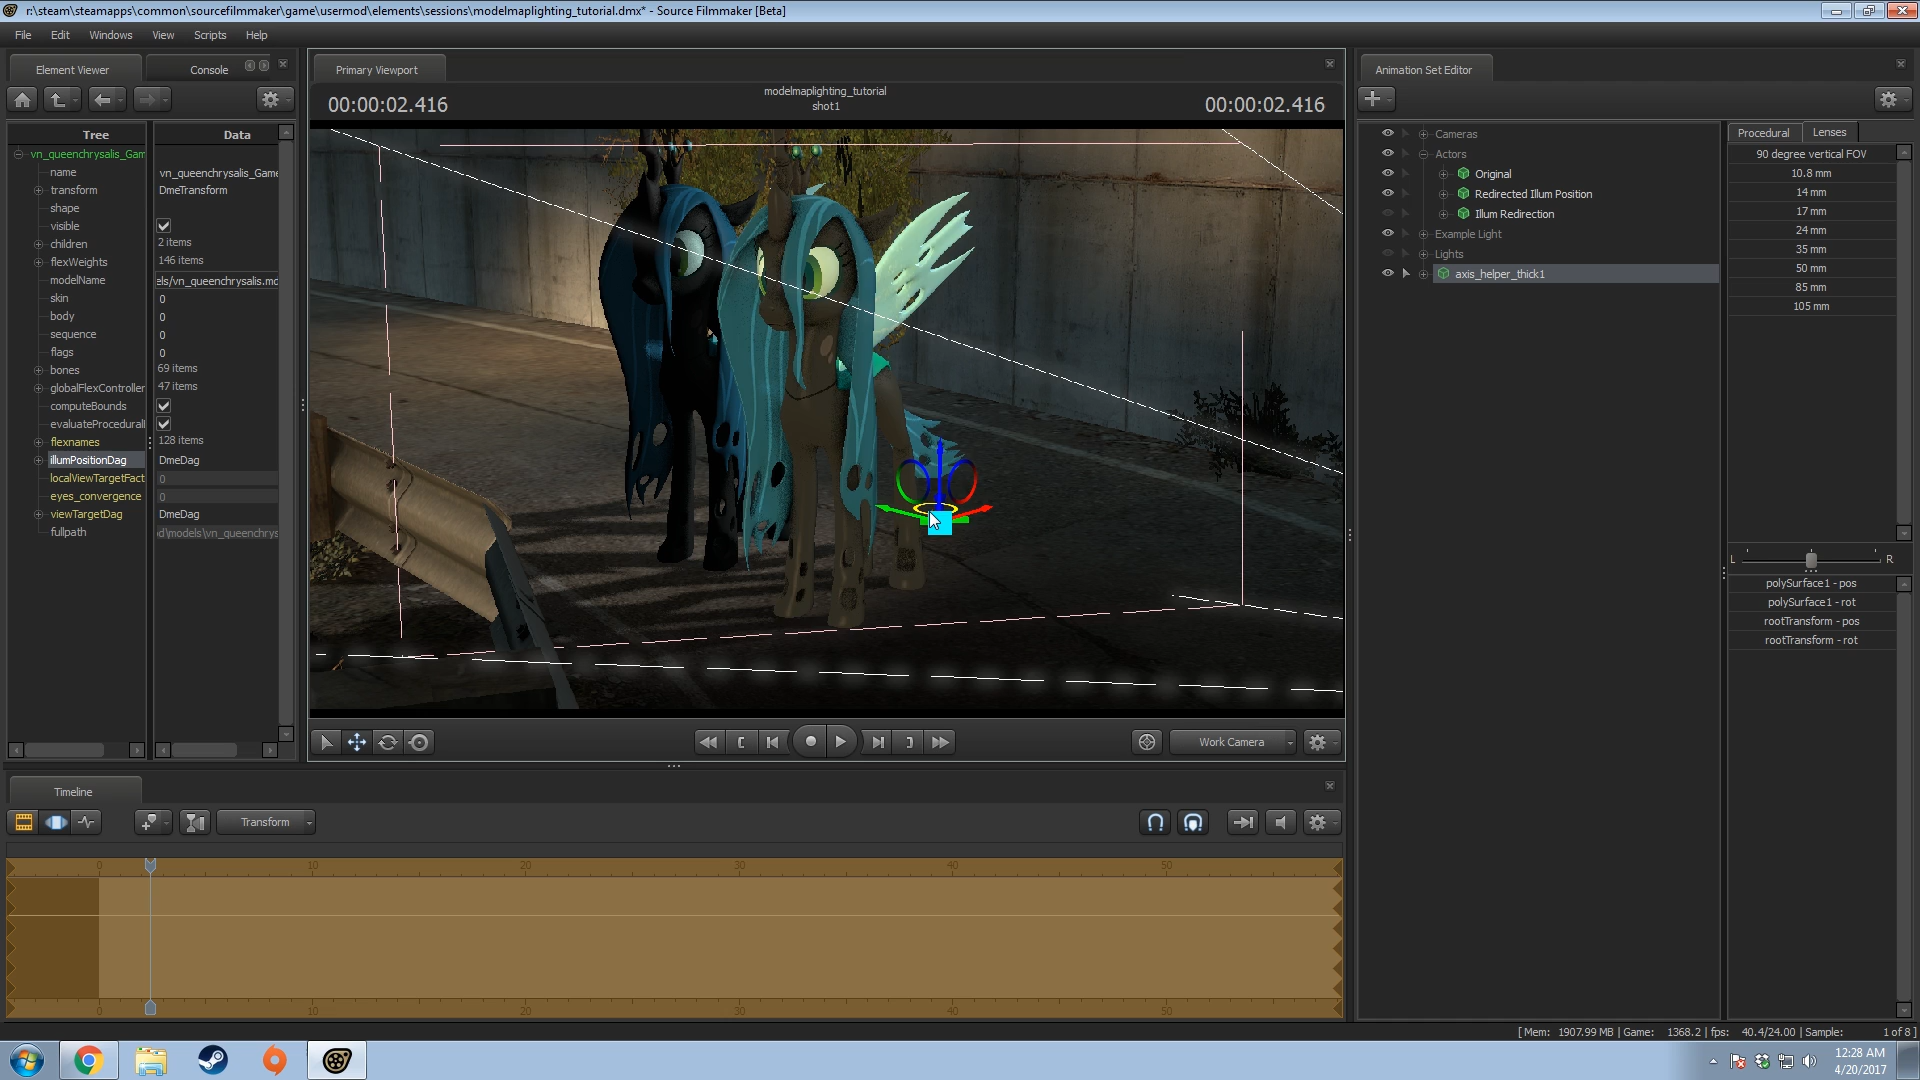 r:\steam\steamapps\common\sourcefilmmaker\game\usermod\elements\sessions\modelmaplighting_tutorial.dmx* - Source Filmmaker [Beta]
File Edit Windows View Scripts Help
Element Viewer
Console
Tree
Data
vn_queenchrysalis_Gam
name vn_queenchrysalis_Game
transform DmeTransform
shape
visible
children 2 items
flexWeights 146 items
modelName els/vn_queenchrysalis.mc
skin 0
body 0
sequence 0
flags 0
bones 69 items
globalFlexController 47 items
computeBounds
evaluateProcedurall
flexnames 128 items
illumPositionDag DmeDag
localViewTargetFact 0
eyes_convergence 0
viewTargetDag DmeDag
fullpath d\models\vn_queenchrys
Primary Viewport
00:00:02.416
modelmaplighting_tutorial
shot1
00:00:02.416
Work Camera
Animation Set Editor
Cameras
Actors
Original
Redirected Illum Position
Illum Redirection
Example Light
Lights
axis_helper_thick1
Procedural
Lenses
90 degree vertical FOV
10.8 mm
14 mm
17 mm
24 mm
35 mm
50 mm
85 mm
105 mm
L R
polySurface1 - pos
polySurface1 - rot
rootTransform - pos
rootTransform - rot
Timeline
Transform
0 10 20 30 40 50
0 10 20 30 40 50
[ Mem: 1907.99 MB | Game: 1368.2 | fps: 40.4/24.00 | Sample: 1 of 8 ]
12:28 AM
4/20/2017